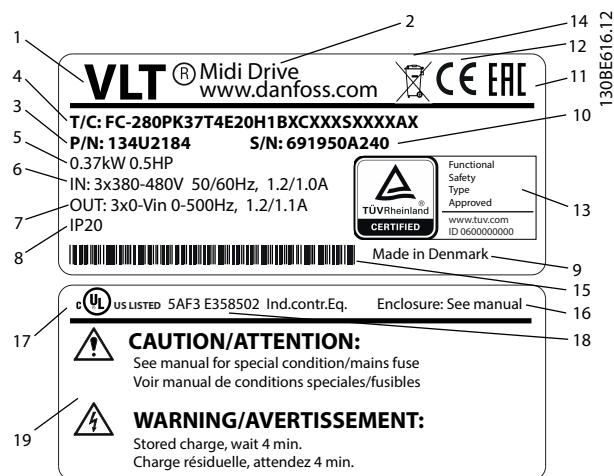 1
2
14
12
130BE616.12
VLT ® Midi Drive
www.danfoss.com
CE EAC
11
4
T/C: FC-280PK37T4E20H1BXCXXXSXXXXAX
3
P/N: 134U2184 S/N: 691950A240
10
5
0.37kW 0.5HP
6
IN: 3x380-480V 50/60Hz, 1.2/1.0A
7
OUT: 3x0-Vin 0-500Hz, 1.2/1.1A
8
IP20
TÜVRheinland ®
CERTIFIED
Functional
Safety
Type
Approved
www.tuv.com
ID 0600000000
13
Made in Denmark
9
15
c UL US LISTED 5AF3 E358502 Ind.contr.Eq. Enclosure: See manual
16
17
18
CAUTION/ATTENTION:
See manual for special condition/mains fuse
Voir manual de conditions speciales/fusibles
19
WARNING/AVERTISSEMENT:
Stored charge, wait 4 min.
Charge résiduelle, attendez 4 min.